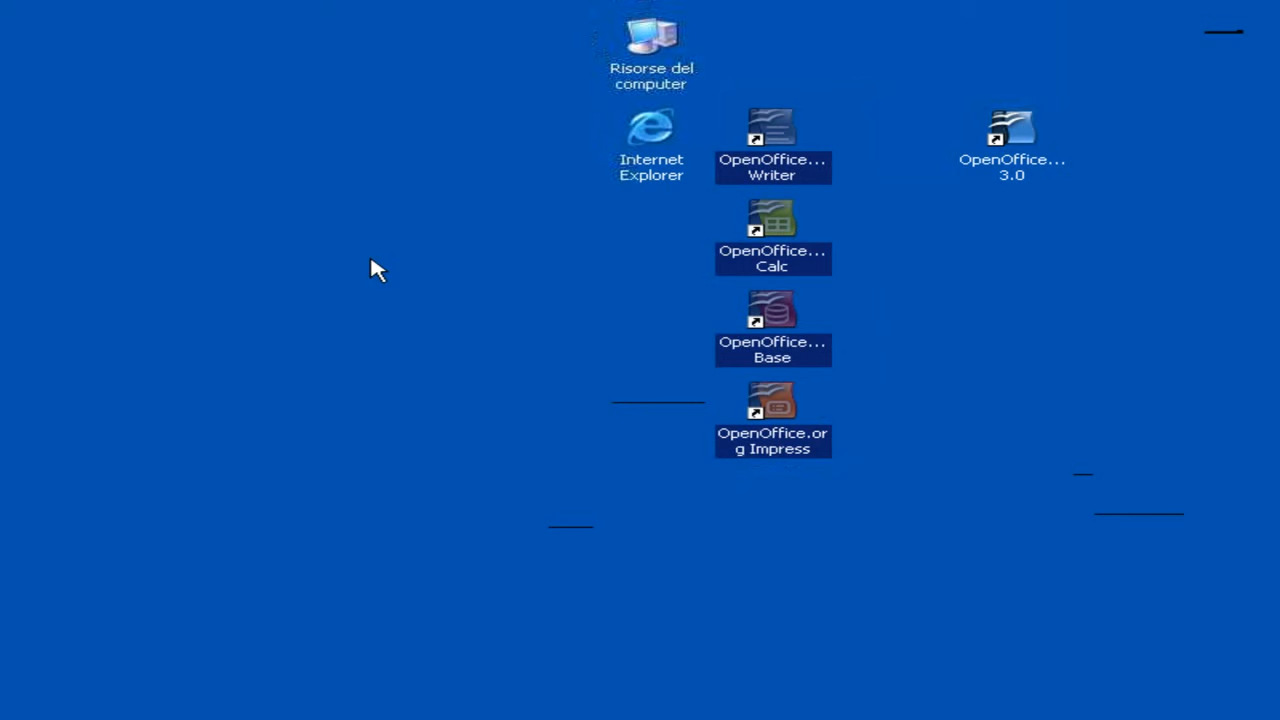 Risorse del
computer
Internet
Explorer
OpenOffice...
Writer
OpenOffice...
3.0
OpenOffice...
Calc
OpenOffice...
Base
OpenOffice.or
g Impress